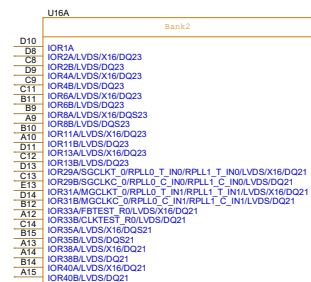 U16A
Bank2
D10 IOR1A
D8 IOR2A/LVDS/X16/DQ23
C8 IOR2B/LVDS/DQ23
D9 IOR4A/LVDS/X16/DQ23
C9 IOR4B/LVDS/DQ23
C11 IOR6A/LVDS/X16/DQ23
B11 IOR6B/LVDS/DQ23
B9 IOR8A/LVDS/X16/DQS23
A9 IOR8B/LVDS/DQS23
B10 IOR11A/LVDS/X16/DQ23
A10 IOR11B/LVDS/DQ23
D11 IOR13A/LVDS/X16/DQ23
C12 IOR13B/LVDS/DQ23
D13 IOR29A/SGCLKT_0/RPLL0_T_IN0/RPLL1_T_IN0/LVDS/X16/DQ21
C13 IOR29B/SGCLKC_0/RPLL0_C_IN0/RPLL1_C_IN0/LVDS/DQ21
E13 IOR31A/MGCLKT_0/RPLL0_T_IN1/RPLL1_T_IN1/LVDS/X16/DQ21
D14 IOR31B/MGCLKC_0/RPLL0_C_IN1/RPLL1_C_IN1/LVDS/DQ21
B12 IOR33A/FBTEST_R0/LVDS/X16/DQ21
A12 IOR33B/CLKTEST_R0/LVDS/DQ21
C14 IOR35A/LVDS/X16/DQS21
B15 IOR35B/LVDS/DQS21
A13 IOR38A/LVDS/X16/DQ21
A14 IOR38B/LVDS/DQ21
B14 IOR40A/LVDS/X16/DQ21
A15 IOR40B/LVDS/DQ21